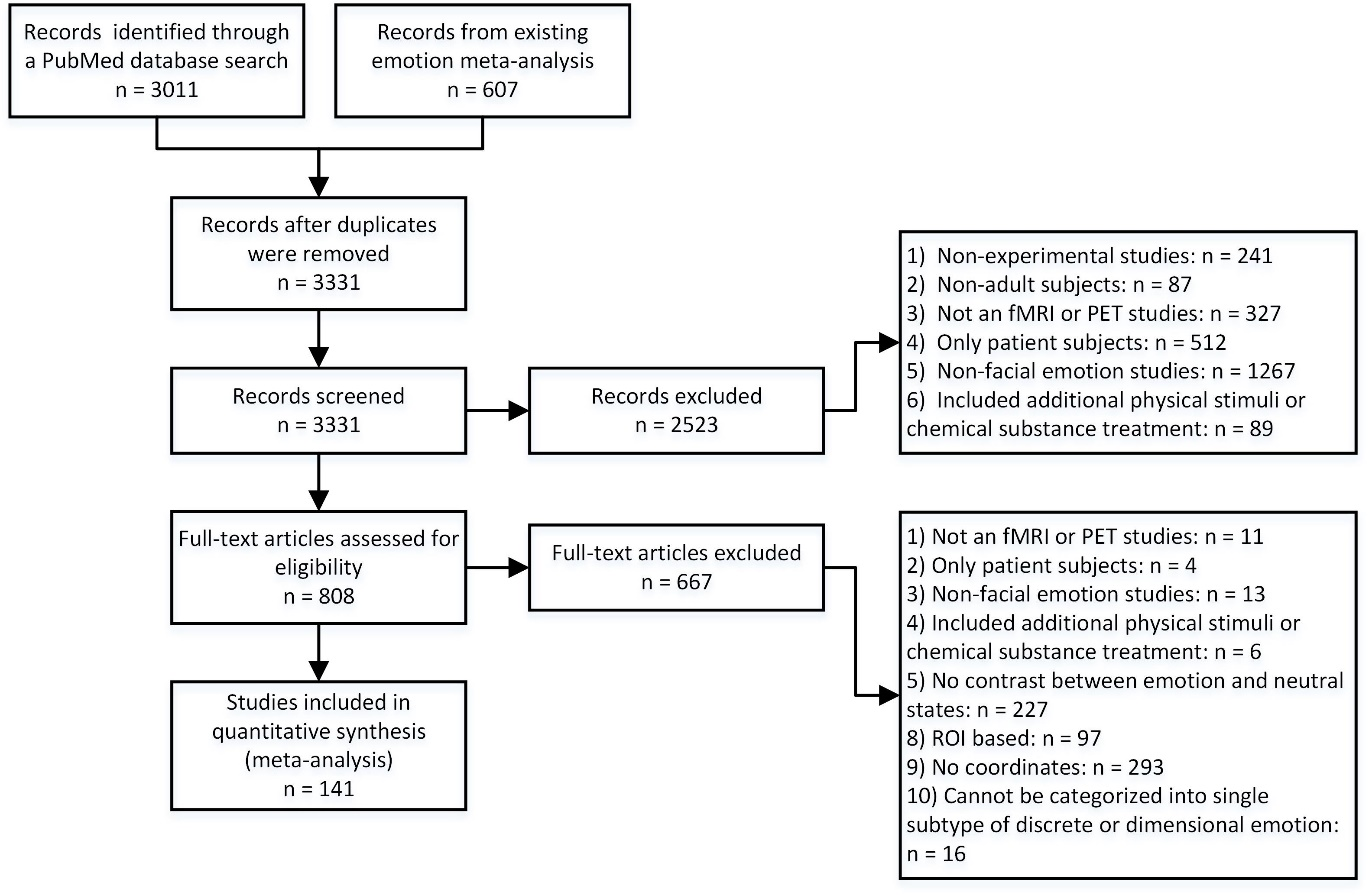 Records identified through
a PubMed database search
n = 3011
Records from existing
emotion meta-analysis
n = 607
Records after duplicates
were removed
n = 3331
Records screened
n = 3331
Records excluded
n = 2523
1) Non-experimental studies: n = 241
2) Non-adult subjects: n = 87
3) Not an fMRI or PET studies: n = 327
4) Only patient subjects: n = 512
5) Non-facial emotion studies: n = 1267
6) Included additional physical stimuli or
chemical substance treatment: n = 89
Full-text articles assessed for
eligibility
n = 808
Full-text articles excluded
n = 667
1) Not an fMRI or PET studies: n = 11
2) Only patient subjects: n = 4
3) Non-facial emotion studies: n = 13
4) Included additional physical stimuli or
chemical substance treatment: n = 6
5) No contrast between emotion and neutral
states: n = 227
8) ROI based: n = 97
9) No coordinates: n = 293
10) Cannot be categorized into single
subtype of discrete or dimensional emotion:
n = 16
Studies included in
quantitative synthesis
(meta-analysis)
n = 141